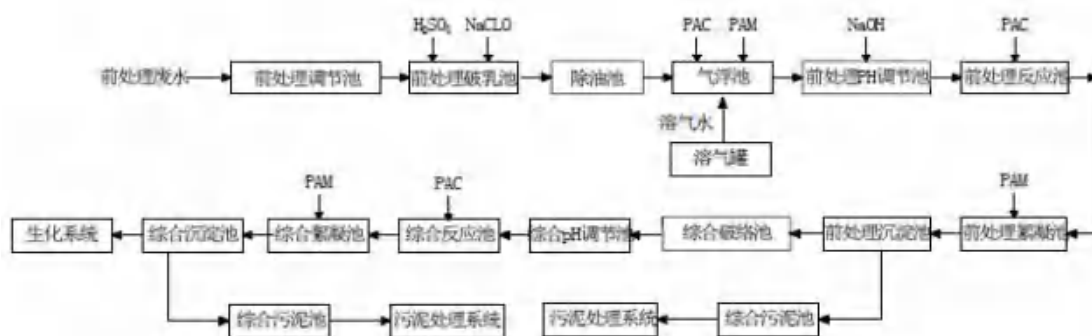 H₂SO₄ NaCLO
PAC PAM
NaOH
PAC
前处理废水
前处理调节池
前处理破乳池
除油池
气浮池
前处理PH调节池
前处理反应池
溶气水
溶气罐
PAM
PAC
PAM
生化系统
综合沉淀池
综合絮凝池
综合反应池
综合pH调节池
综合破络池
前处理沉淀池
前处理絮凝池
综合污泥池
污泥处理系统
污泥处理系统
综合污泥池